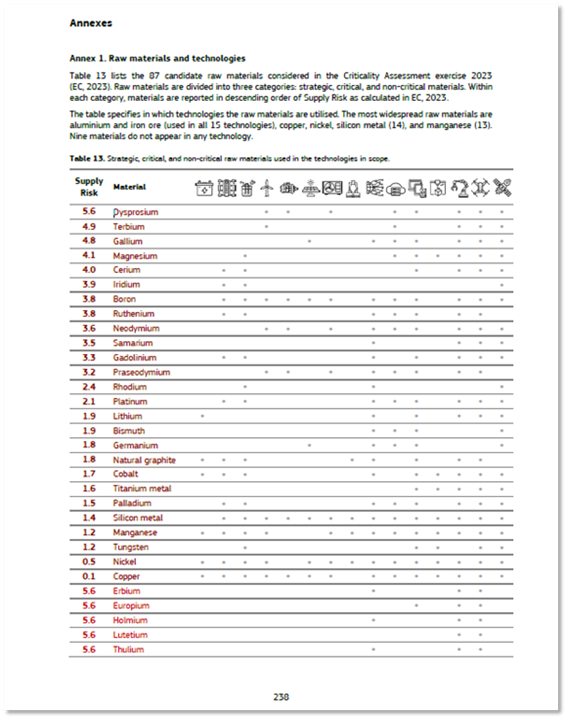 Annexes
Annex 1. Raw materials and technologies
Table 13 lists the 87 candidate raw materials considered in the Criticality Assessment exercise 2023
(EC, 2023). Raw materials are divided into three categories: strategic, critical, and non-critical materials. Within
each category, materials are reported in descending order of Supply Risk as calculated in EC, 2023.
The table specifies in which technologies the raw materials are utilised. The most widespread raw materials are
aluminium and iron ore (used in all 15 technologies), copper, nickel, silicon metal (14), and manganese (13).
Nine materials do not appear in any technology.
Table 13. Strategic, critical, and non-critical raw materials used in the technologies in scope.
Supply Risk Material
5.6 Dysprosium
4.9 Terbium
4.8 Gallium
4.1 Magnesium
4.0 Cerium
3.9 Iridium
3.8 Boron
3.8 Ruthenium
3.6 Neodymium
3.5 Samarium
3.3 Gadolinium
3.2 Praseodymium
2.4 Rhodium
2.1 Platinum
1.9 Lithium
1.9 Bismuth
1.8 Germanium
1.8 Natural graphite
1.7 Cobalt
1.6 Titanium metal
1.5 Palladium
1.4 Silicon metal
1.2 Manganese
1.2 Tungsten
0.5 Nickel
0.1 Copper
5.6 Erbium
5.6 Europium
5.6 Holmium
5.6 Lutetium
5.6 Thulium
238